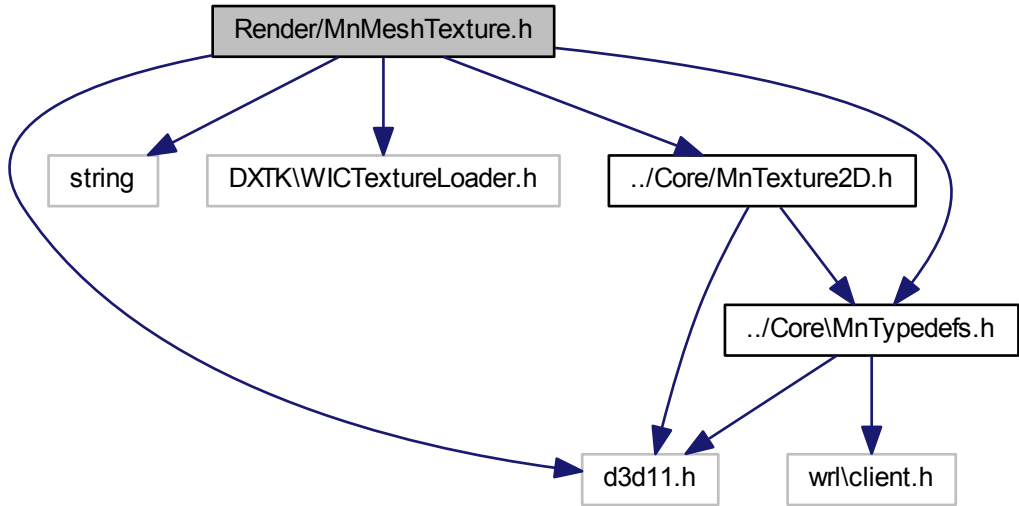 Render/MnMeshTexture.h
string
DXTK\WICTextureLoader.h
../Core/MnTexture2D.h
../Core\MnTypedefs.h
d3d11.h
wrl\client.h